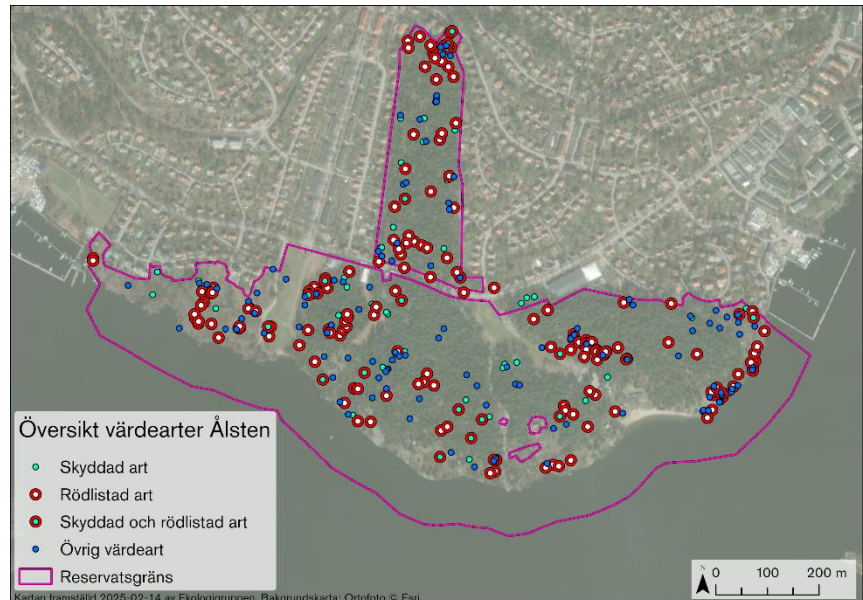 Översikt värdearter Ålsten
Skyddad art
Rödlistad art
Skyddad och rödlistad art
Övrig värdeart
Reservatsgräns
N
0 100 200 m
Kartan framställd 2025-02-14 av Ekologigruppen. Bakgrundskarta: Ortofoto © Esri